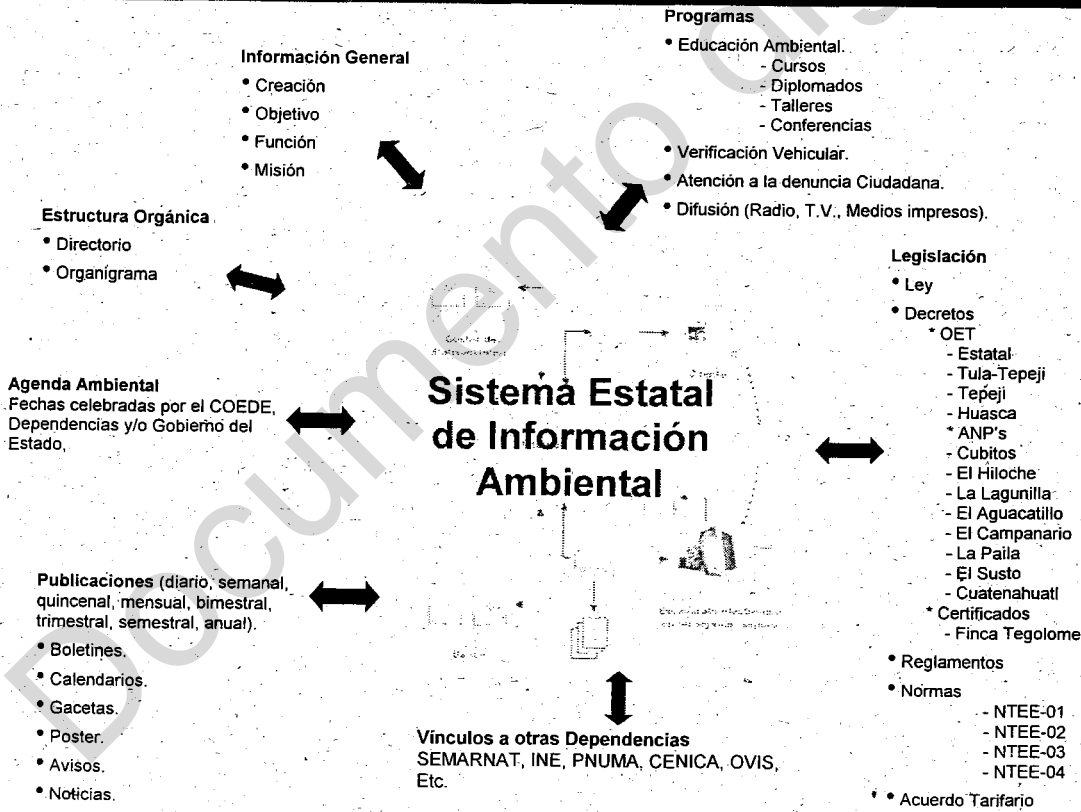 Programas
• Educación Ambiental.
- Cursos
- Diplomados
- Talleres
- Conferencias
• Verificación Vehicular.
• Atención a la denuncia Ciudadana.
• Difusión (Radio, T.V., Medios impresos).
Información General
• Creación
• Objetivo
• Función
• Misión
Estructura Orgánica
• Directorio
• Organigrama
Agenda Ambiental
Fechas celebradas por el COEDE,
Dependencias y/o Gobierno del
Estado,
Sistema Estatal
de Información
Ambiental
Legislación
• Ley
• Decretos
* OET
- Estatal
- Tula-Tepeji
- Tepeji
- Huasca
* ANP's
- Cubitos
- El Hiloche
- La Lagunilla
- El Aguacatillo
- El Campanario
- La Paila
- El Susto
- Cuatenahuatl
* Certificados
- Finca Tegolome
• Reglamentos
• Normas
- NTEE-01
- NTEE-02
- NTEE-03
- NTEE-04
• Acuerdo Tarifario
Publicaciones (diario, semanal,
quincenal, mensual, bimestral,
trimestral, semestral, anual).
• Boletines.
• Calendarios.
• Gacetas.
• Poster.
• Avisos.
• Noticias.
Vínculos a otras Dependencias
SEMARNAT, INE, PNUMA, CENICA, OVIS,
Etc.
Documento